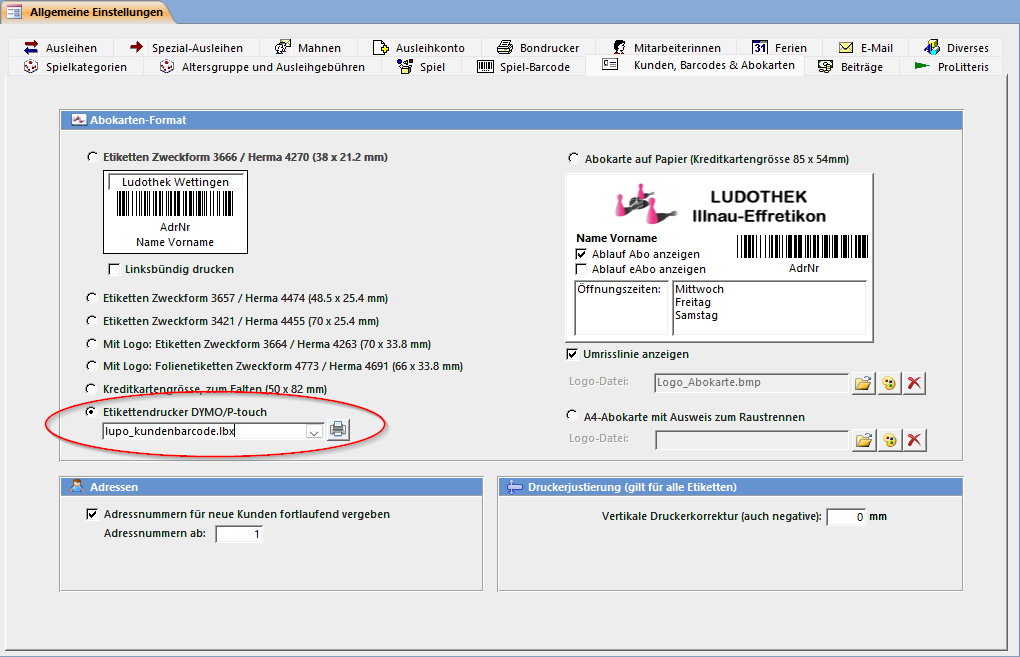 Allgemeine Einstellungen
Ausleihen Spezial-Ausleihen Mahnen Ausleihkonto Bondrucker Mitarbeiterinnen 31 Ferien E-Mail Diverses
Spielkategorien Altersgruppe und Ausleihgebühren Spiel Spiel-Barcode Kunden, Barcodes & Abokarten Beiträge ProLitteris
Abokarten-Format
Etiketten Zweckform 3666 / Herma 4270 (38 x 21.2 mm)
Ludothek Wettingen
AdrNr
Name Vorname
Linksbündig drucken
Etiketten Zweckform 3657 / Herma 4474 (48.5 x 25.4 mm)
Etiketten Zweckform 3421 / Herma 4455 (70 x 25.4 mm)
Mit Logo: Etiketten Zweckform 3664 / Herma 4263 (70 x 33.8 mm)
Mit Logo: Folienetiketten Zweckform 4773 / Herma 4691 (66 x 33.8 mm)
Kreditkartengrösse, zum Falten (50 x 82 mm)
Etikettendrucker DYMO/P-touch
lupo_kundenbarcode.lbx
Abokarte auf Papier (Kreditkartengrösse 85 x 54mm)
LUDOTHEK
Illnau-Effretikon
Name Vorname
Ablauf Abo anzeigen
Ablauf eAbo anzeigen
AdrNr
Öffnungszeiten:
Mittwoch
Freitag
Samstag
Umrisslinie anzeigen
Logo-Datei: Logo_Abokarte.bmp
A4-Abokarte mit Ausweis zum Raustrennen
Logo-Datei:
Adressen
Adressnummern für neue Kunden fortlaufend vergeben
Adressnummern ab: 1
Druckerjustierung (gilt für alle Etiketten)
Vertikale Druckerkorrektur (auch negative): 0 mm